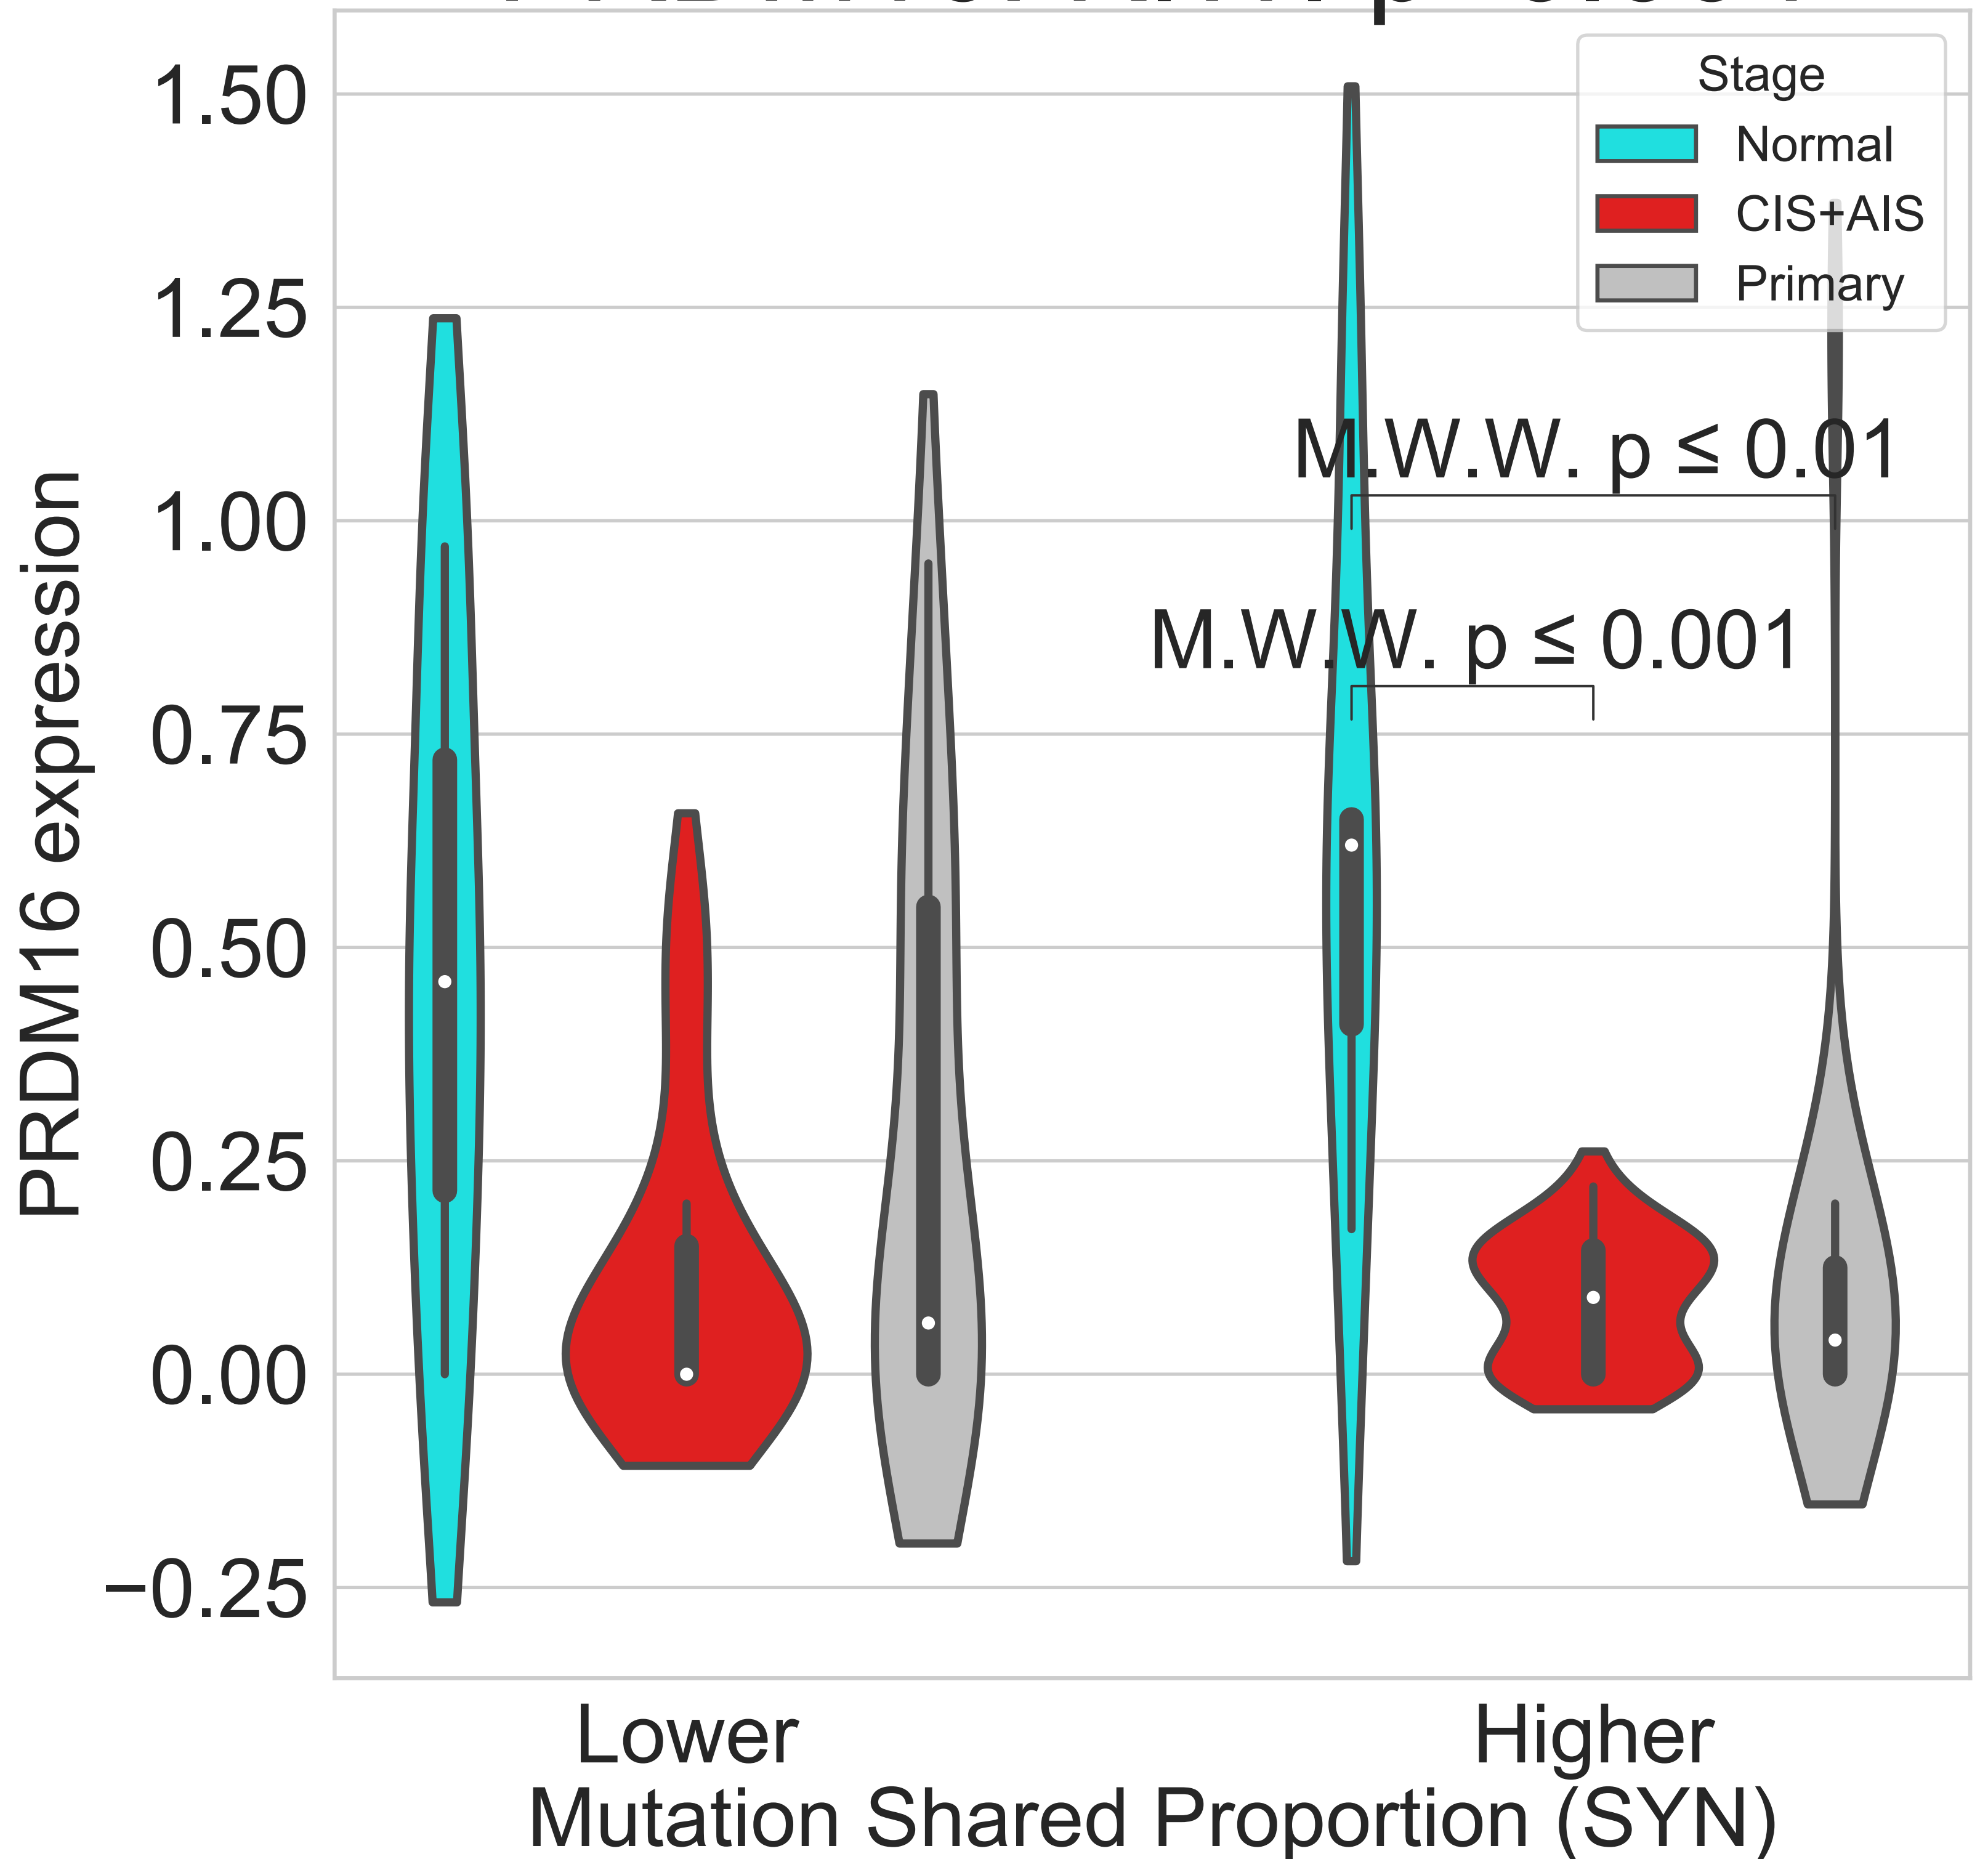 Stage
Normal
CIS+AIS
Primary
1.50
1.25
1.00
0.75
0.50
0.25
0.00
−0.25
PRDM16 expression
M.W.W. p ≤ 0.01
M.W.W. p ≤ 0.001
Lower
Higher
Mutation Shared Proportion (SYN)